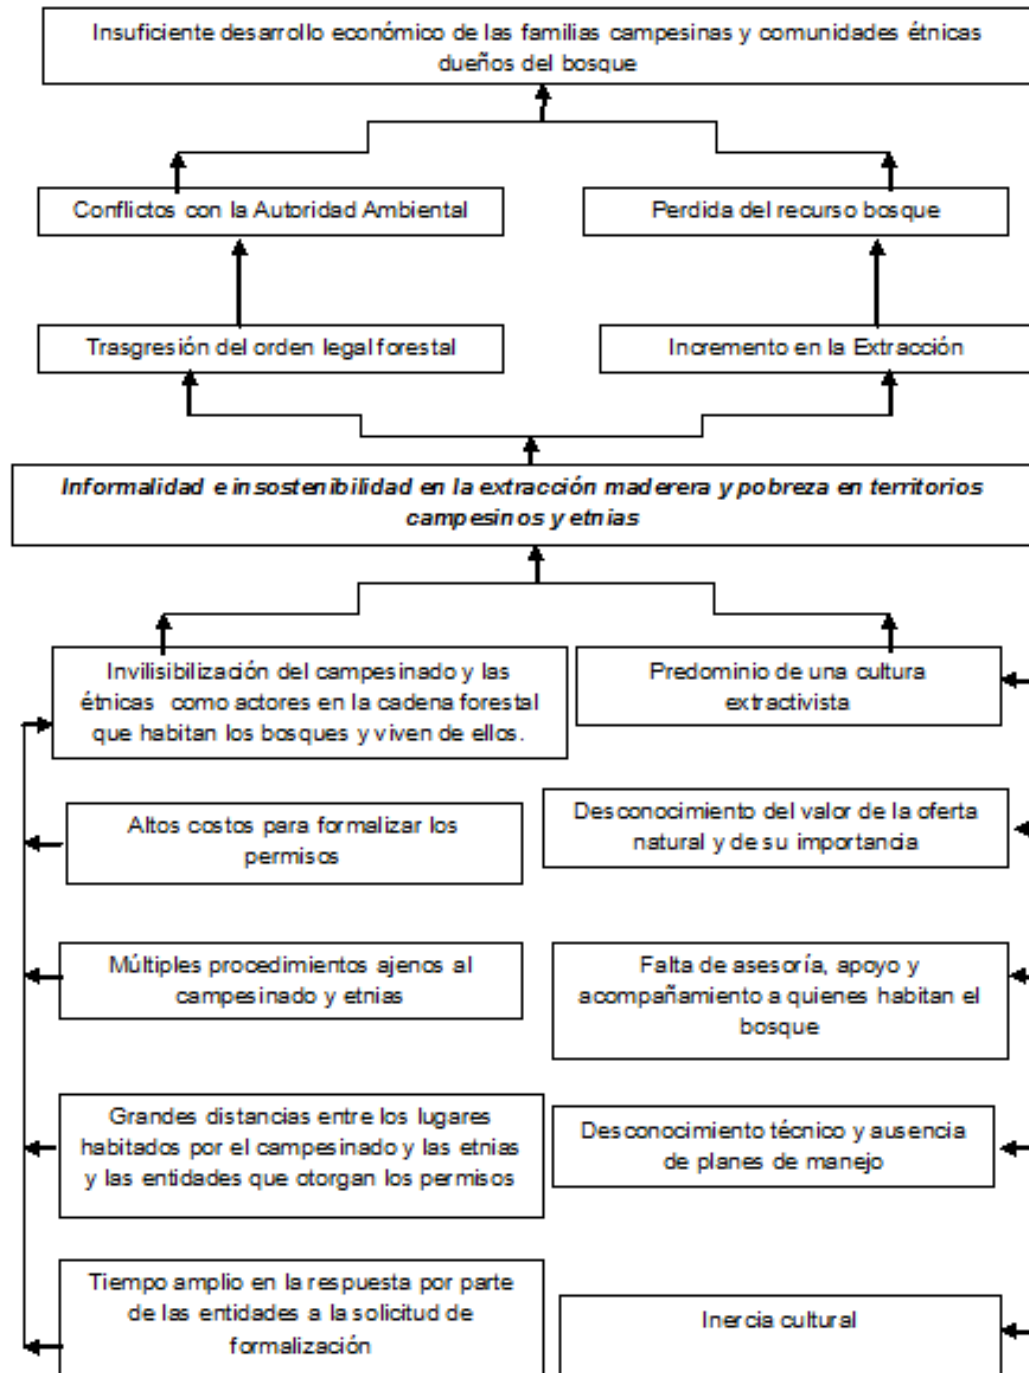 Insuficiente desarrollo económico de las familias campesinas y comunidades étnicas
dueños del bosque
Conflictos con la Autoridad Ambiental
Perdida del recurso bosque
Trasgresión del orden legal forestal
Incremento en la Extracción
Informalidad e insostenibilidad en la extracción maderera y pobreza en territorios
campesinos y etnias
Invilisibilización del campesinado y las
étnicas como actores en la cadena forestal
que habitan los bosques y viven de ellos.
Predominio de una cultura
extractivista
Altos costos para formalizar los
permisos
Desconocimiento del valor de la oferta
natural y de su importancia
Múltiples procedimientos ajenos al
campesinado y etnias
Falta de asesoría, apoyo y
acompañamiento a quienes habitan el
bosque
Grandes distancias entre los lugares
habitados por el campesinado y las etnias
y las entidades que otorgan los permisos
Desconocimiento técnico y ausencia
de planes de manejo
Tiempo amplio en la respuesta por parte
de las entidades a la solicitud de
formalización
Inercia cultural